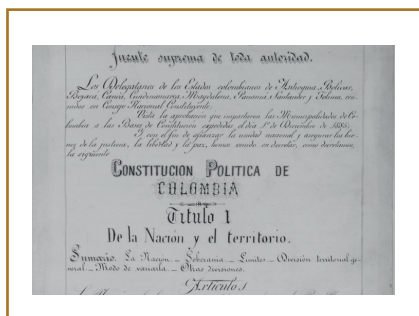 fuente suprema de toda autoridad.
Los Delegatarios de los Estados colombianos de Antioquia, Bolívar,
Boyacá, Cauca, Cundinamarca, Magdalena, Panamá, Santander y Tolima, reu-
nidos en Consejo Nacional Constituyente;
Vista la aprobación que impartieron las Municipalidades de Co-
lombia a las Bases de Constitución expedidas el día 1º de Diciembre de 1885;
Y con el fin de afianzar la unidad nacional y asegurar los bie-
nes de la justicia, la libertad y la paz, hemos venido en decretar, como decretamos,
la siguiente
CONSTITUCION POLITICA DE
COLOMBIA
Titulo 1
De la Nación y el territorio.
Sumario. La Nación _ Soberanía _ Límites _ División territorial ge-
neral _ Modo de variarla _ Otras divisiones.
Artículos